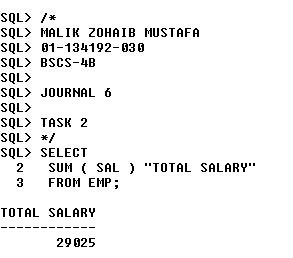 SQL> /*
SQL> MALIK ZOHAIB MUSTAFA
SQL> 01-134192-030
SQL> BSCS-4B
SQL>
SQL> JOURNAL 6
SQL>
SQL> TASK 2
SQL> */
SQL> SELECT
  2   SUM ( SAL ) "TOTAL SALARY"
  3   FROM EMP;

TOTAL SALARY
------------
       29025